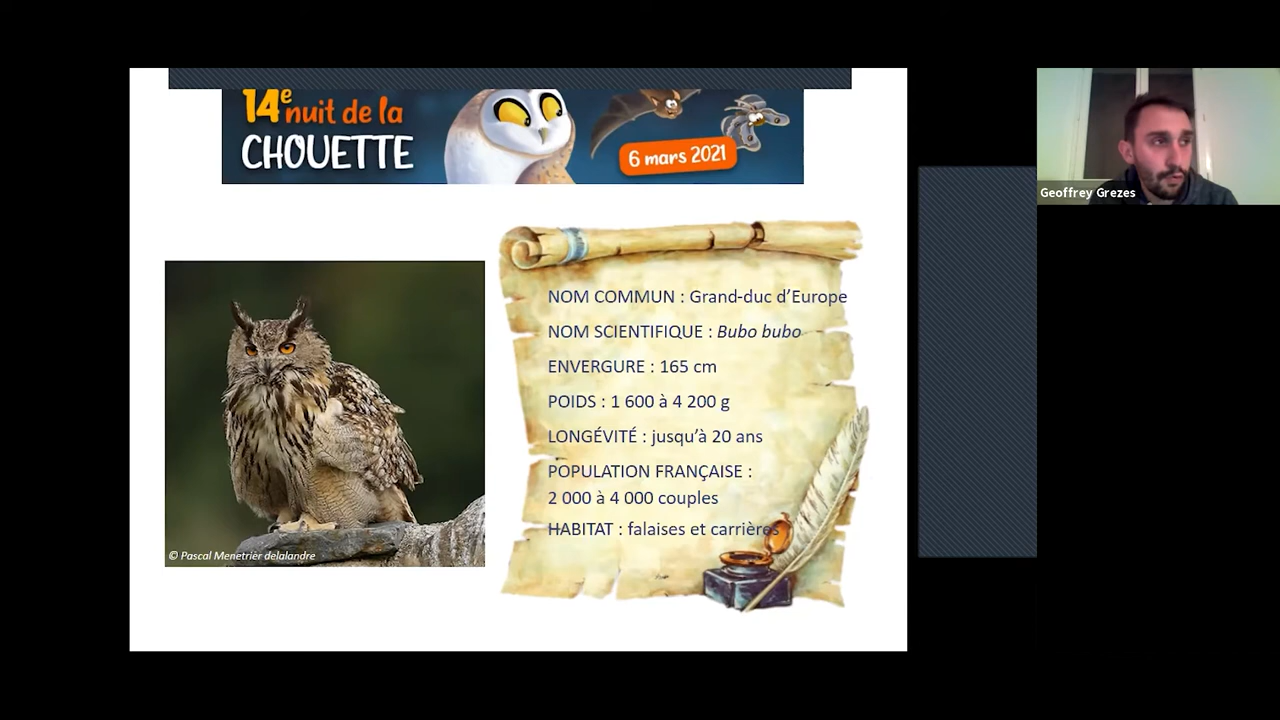 14e nuit de la
CHOUETTE
6 mars 2021
Geoffrey Grezes
NOM COMMUN : Grand-duc d’Europe
NOM SCIENTIFIQUE : Bubo bubo
ENVERGURE : 165 cm
POIDS : 1 600 à 4 200 g
LONGÉVITÉ : jusqu’à 20 ans
POPULATION FRANÇAISE :
2 000 à 4 000 couples
HABITAT : falaises et carrières
© Pascal Menetrier delalandre